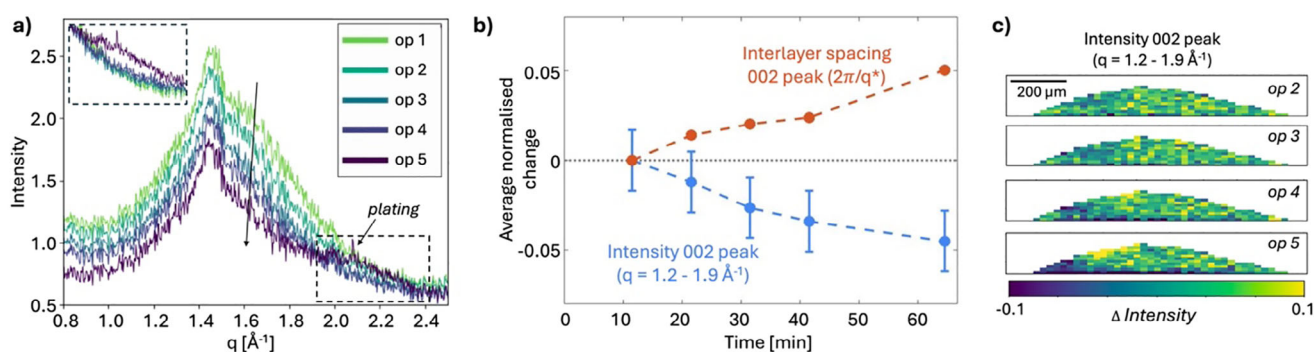 a)
2.5
2.0
1.5
1.0
0.5
Intensity
0.8
1.2
1.4
1.6
2.0
2.2
2.4
q [Å⁻¹]
op 1
op 2
op 3
op 4
op 5
plating
b)
0.05
0
-0.05
Average normalised
change
Interlayer spacing
002 peak (2π/q*)
Intensity 002 peak
(q = 1.2 - 1.9 Å⁻¹)
0
10
20
30
40
50
60
Time [min]
c)
Intensity 002 peak
(q = 1.2 - 1.9 Å⁻¹)
200 µm
op 2
op 3
op 4
op 5
-0.1
0.1
Δ Intensity